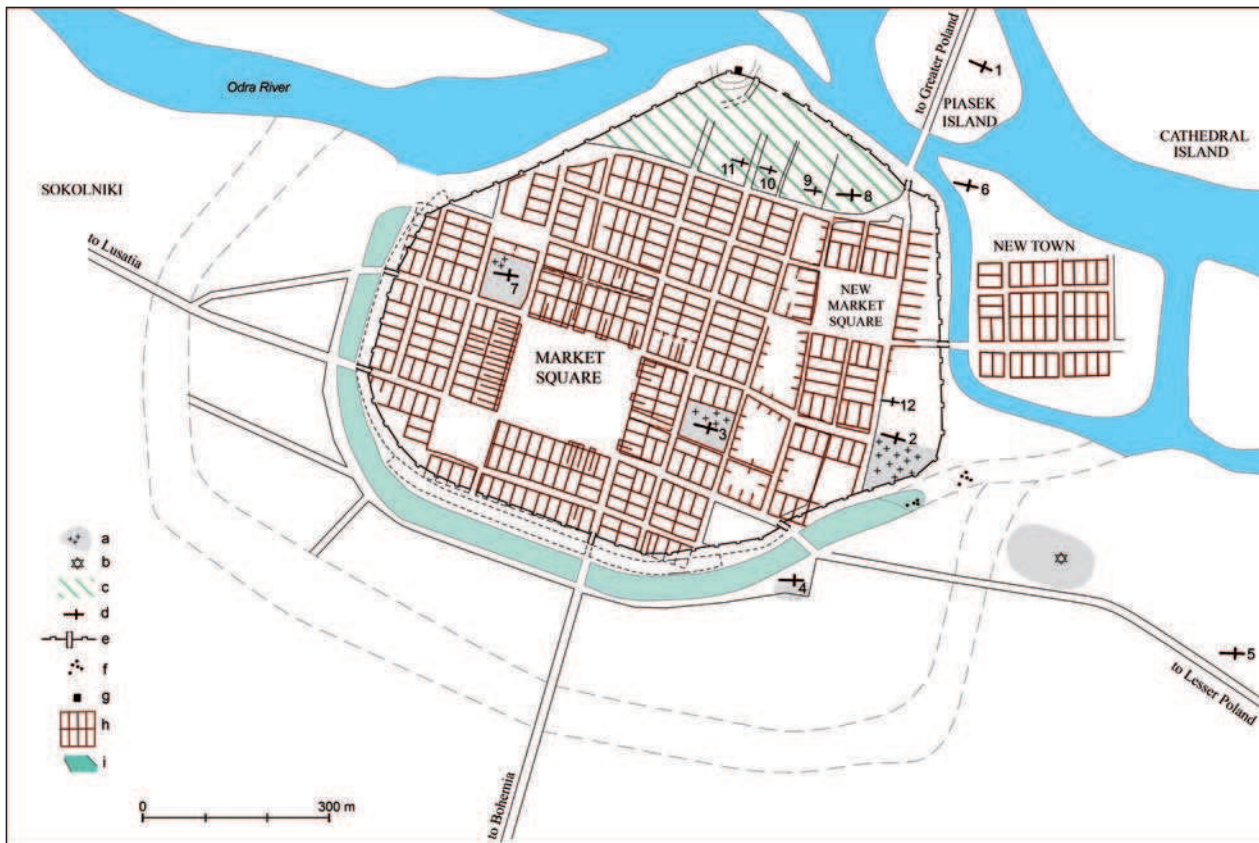 Odra River
to Greater Poland
1
PIASEK
ISLAND
CATHEDRAL
ISLAND
SOKOLNIKI
11
10
9
8
6
to Lusatia
NEW TOWN
7
NEW
MARKET
SQUARE
MARKET
SQUARE
12
3
2
4
5
to Lesser Poland
to Bohemia
a
b
c
d
e
f
g
h
i
0
300 m